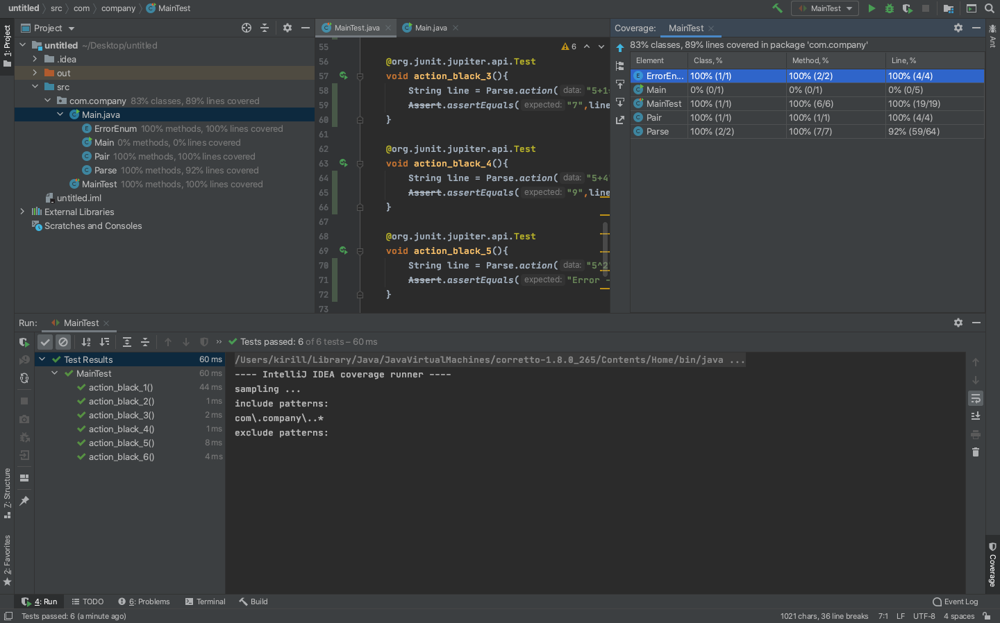 untitled src com company MainTest
MainTest
1: Project
Project
untitled ~/Desktop/untitled
.idea
out
src
com.company 83% classes, 89% lines covered
Main.java
ErrorEnum 100% methods, 100% lines covered
Main 0% methods, 0% lines covered
Pair 100% methods, 100% lines covered
Parse 100% methods, 92% lines covered
MainTest 100% methods, 100% lines covered
untitled.iml
External Libraries
Scratches and Consoles
MainTest.java
Main.java
6
55
56 @org.junit.jupiter.api.Test
57 void action_black_3(){
58 String line = Parse.action( data: "5+1
59 Assert.assertEquals( expected: "7",line
60 }
61
62 @org.junit.jupiter.api.Test
63 void action_black_4(){
64 String line = Parse.action( data: "5+4
65 Assert.assertEquals( expected: "9",line
66 }
67
68 @org.junit.jupiter.api.Test
69 void action_black_5(){
70 String line = Parse.action( data: "5^2
71 Assert.assertEquals( expected: "Error -
72 }
73
Coverage: MainTest
83% classes, 89% lines covered in package 'com.company'
Element Class, % Method, % Line, %
ErrorEn... 100% (1/1) 100% (2/2) 100% (4/4)
Main 0% (0/1) 0% (0/1) 0% (0/5)
MainTest 100% (1/1) 100% (6/6) 100% (19/19)
Pair 100% (1/1) 100% (1/1) 100% (4/4)
Parse 100% (2/2) 100% (7/7) 92% (59/64)
Ant
Run: MainTest
Tests passed: 6 of 6 tests – 60 ms
Test Results 60 ms
MainTest 60 ms
action_black_1() 44 ms
action_black_2() 1 ms
action_black_3() 2 ms
action_black_4() 1 ms
action_black_5() 8 ms
action_black_6() 4 ms
/Users/kirill/Library/Java/JavaVirtualMachines/corretto-1.8.0_265/Contents/Home/bin/java ...
---- IntelliJ IDEA coverage runner ----
sampling ...
include patterns:
com\.company\..*
exclude patterns:
Z: Structure
2: Favorites
Coverage
4: Run TODO 6: Problems Terminal Build
Event Log
Tests passed: 6 (a minute ago)
1021 chars, 36 line breaks 7:1 LF UTF-8 4 spaces